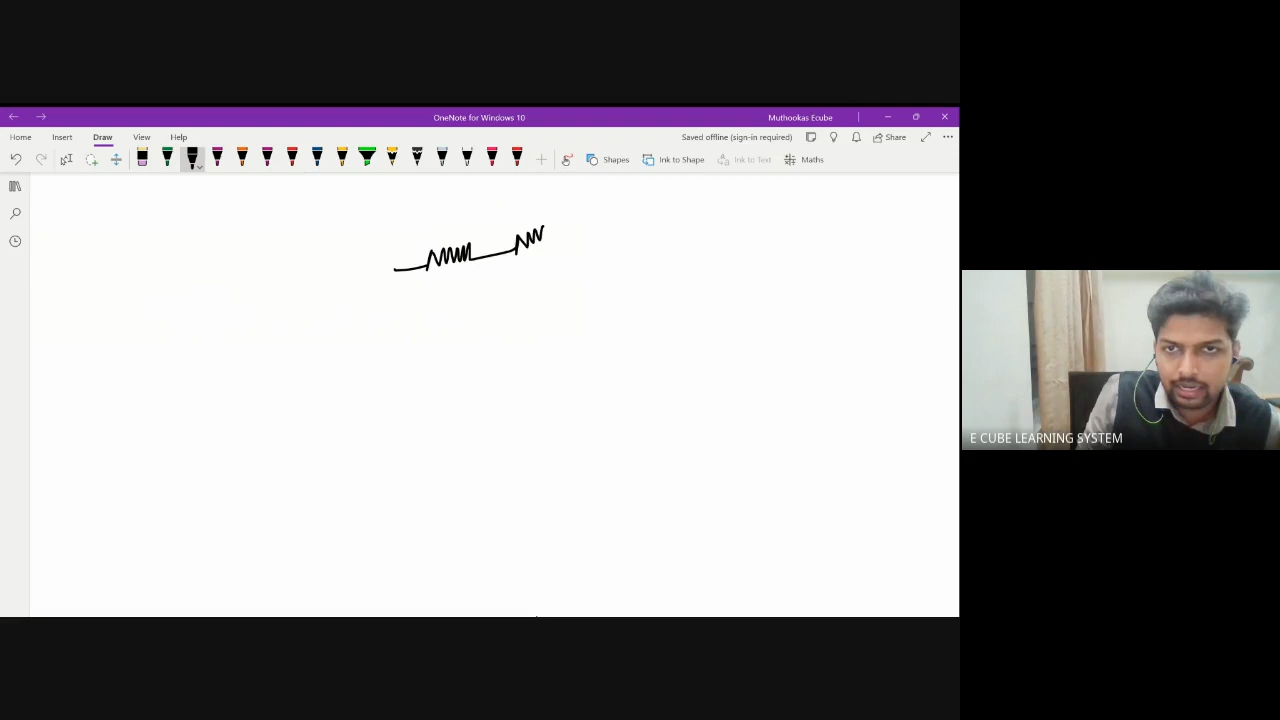 OneNote for Windows 10
Muthookas Ecube
Home Insert Draw View Help
Saved offline (sign-in required)
Share
Shapes
Ink to Shape
Ink to Text
Maths
E CUBE LEARNING SYSTEM